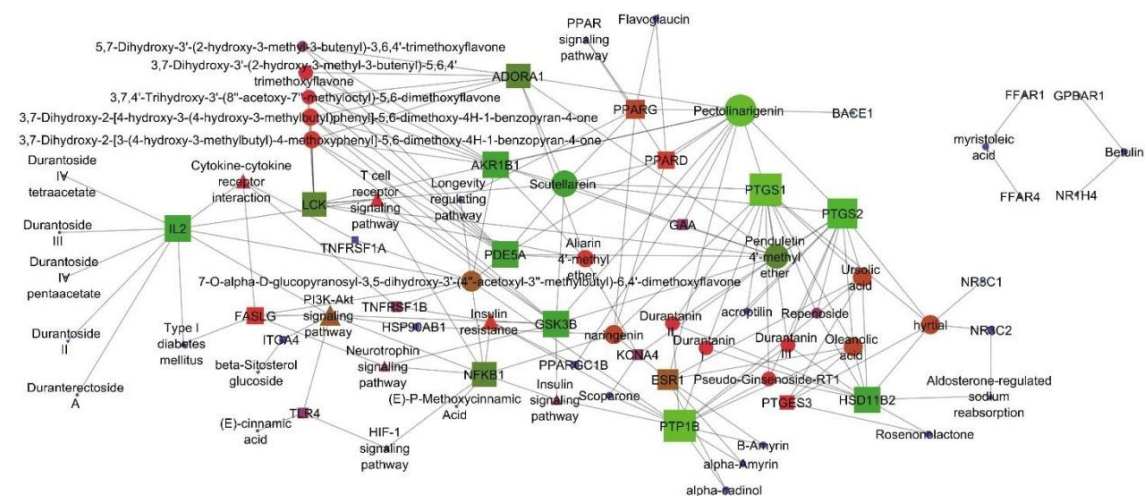 Flavoglaucin
PPAR
signaling
pathway
5,7-Dihydroxy-3'-(2-hydroxy-3-methyl-3-butenyl)-3,6,4'-trimethoxyflavone
3,7-Dihydroxy-3'-(2-hydroxy-3-methyl-3-butenyl)-5,6,4'
trimethoxyflavone
3,7,4'-Trihydroxy-3'-(8"-acetoxy-7"-methyloctyl)-5,6-dimethoxyflavone
3,7-Dihydroxy-2-[4-hydroxy-3-(4-hydroxy-3-methylbutyl)phenyl]-5,6-dimethoxy-4H-1-benzopyran-4-one
3,7-Dihydroxy-2-[3-(4-hydroxy-3-methylbutyl)-4-methoxyphenyl]-5,6-dimethoxy-4H-1-benzopyran-4-one
ADORA1
PPARG
Pectolinarigenin
BACE1
FFAR1
GPBAR1
myristoleic
acid
Betulin
FFAR4
NR1H4
Durantoside
IV
tetraacetate
Cytokine-cytokine
receptor
interaction
T cell
receptor
signaling
pathway
Longevity
regulating
pathway
AKR1B1
Scutellarein
PPARD
PTGS1
PTGS2
LCK
Durantoside
III
IL2
TNFRSF1A
PDE5A
Aliarin
4'-methyl
ether
GAA
Penduletin
4'-methyl
ether
Durantoside
IV
pentaacetate
7-O-alpha-D-glucopyranosyl-3,5-dihydroxy-3'-(4"-acetoxyl-3"-methylbutyl)-6,4'-dimethoxyflavone
Ursolic
acid
NR3C1
PI3K-Akt
signaling
pathway
TNFRSF1B
Insulin
resistance
FASLG
HSP90AB1
GSK3B
naringenin
Durantanin
II
acroptilin
Repenoside
hyrtial
NR3C2
Durantoside
II
Type I
diabetes
mellitus
ITGA4
Neurotrophin
signaling
pathway
PPARGC1B
KCNA4
Durantanin
I
Durantanin
III
Oleanolic
acid
beta-Sitosterol
glucoside
NFKB1
ESR1
Pseudo-Ginsenoside-RT1
Aldosterone-regulated
sodium
reabsorption
Duranterectoside
A
(E)-P-Methoxycinnamic
Acid
Insulin
signaling
pathway
Scoparone
PTGES3
HSD11B2
TLR4
(E)-cinnamic
acid
HIF-1
signaling
pathway
PTP1B
Rosenonolactone
B-Amyrin
alpha-Amyrin
alpha-cadinol